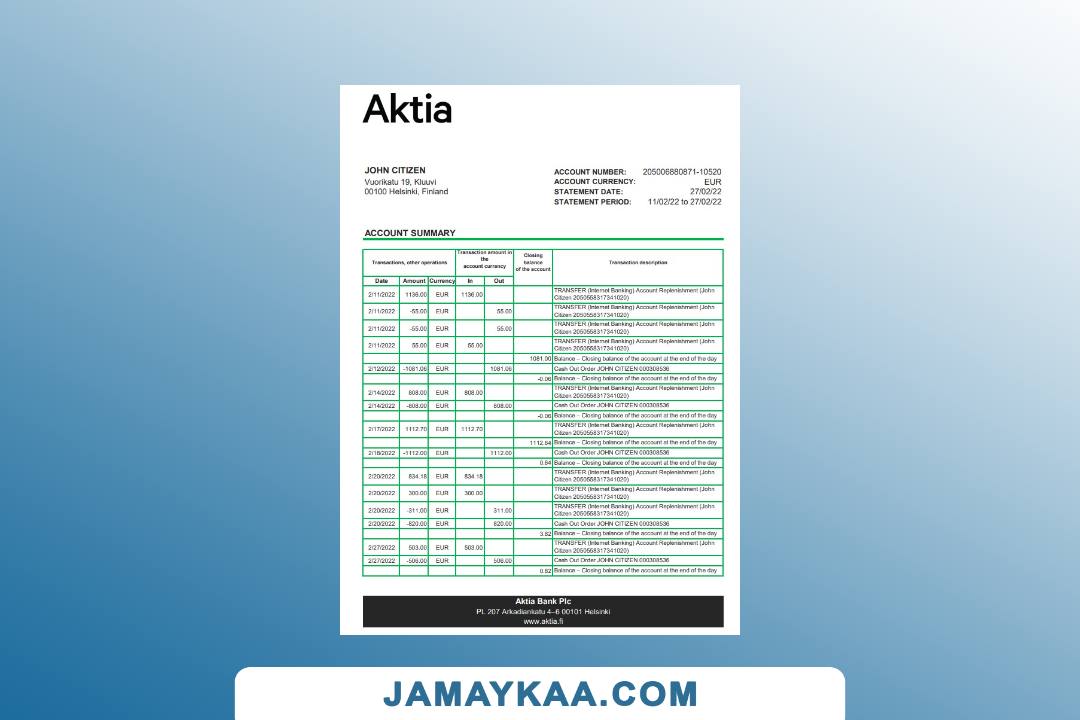 Aktia
JOHN CITIZEN
Vuorikatu 19, Kluuvi
00100 Helsinki, Finland
ACCOUNT NUMBER: 205006880871-10520
ACCOUNT CURRENCY: EUR
STATEMENT DATE: 27/02/22
STATEMENT PERIOD: 11/02/22 to 27/02/22
ACCOUNT SUMMARY
Transactions, other operations
Transaction amount in
the
account currency
Closing
balance
of the account
Transaction description
Date Amount Currency In Out
2/11/2022 1136.00 EUR 1136.00 TRANSFER (Internet Banking) Account Replenishment (John
Citizen 2050558317341020)
2/11/2022 -55.00 EUR 55.00 TRANSFER (Internet Banking) Account Replenishment (John
Citizen 2050558317341020)
2/11/2022 -55.00 EUR 55.00 TRANSFER (Internet Banking) Account Replenishment (John
Citizen 2050558317341020)
2/11/2022 55.00 EUR 55.00 TRANSFER (Internet Banking) Account Replenishment (John
Citizen 2050558317341020)
1081.00 Balance – Closing balance of the account at the end of the day
2/12/2022 -1081.06 EUR 1081.06 Cash Out Order JOHN CITIZEN 000308536
-0.06 Balance – Closing balance of the account at the end of the day
2/14/2022 808.00 EUR 808.00 TRANSFER (Internet Banking) Account Replenishment (John
Citizen 2050558317341020)
2/14/2022 -808.00 EUR 808.00 Cash Out Order JOHN CITIZEN 000308536
-0.06 Balance – Closing balance of the account at the end of the day
2/17/2022 1112.70 EUR 1112.70 TRANSFER (Internet Banking) Account Replenishment (John
Citizen 2050558317341020)
1112.64 Balance – Closing balance of the account at the end of the day
2/18/2022 -1112.00 EUR 1112.00 Cash Out Order JOHN CITIZEN 000308536
0.64 Balance – Closing balance of the account at the end of the day
2/20/2022 834.18 EUR 834.18 TRANSFER (Internet Banking) Account Replenishment (John
Citizen 2050558317341020)
2/20/2022 300.00 EUR 300.00 TRANSFER (Internet Banking) Account Replenishment (John
Citizen 2050558317341020)
2/20/2022 -311.00 EUR 311.00 TRANSFER (Internet Banking) Account Replenishment (John
Citizen 2050558317341020)
2/20/2022 -820.00 EUR 820.00 Cash Out Order JOHN CITIZEN 000308536
3.82 Balance – Closing balance of the account at the end of the day
2/27/2022 503.00 EUR 503.00 TRANSFER (Internet Banking) Account Replenishment (John
Citizen 2050558317341020)
2/27/2022 -506.00 EUR 506.00 Cash Out Order JOHN CITIZEN 000308536
0.82 Balance – Closing balance of the account at the end of the day
Aktia Bank Plc
PL 207 Arkadiankatu 4–6 00101 Helsinki
www.aktia.fi
JAMAYKAA.COM